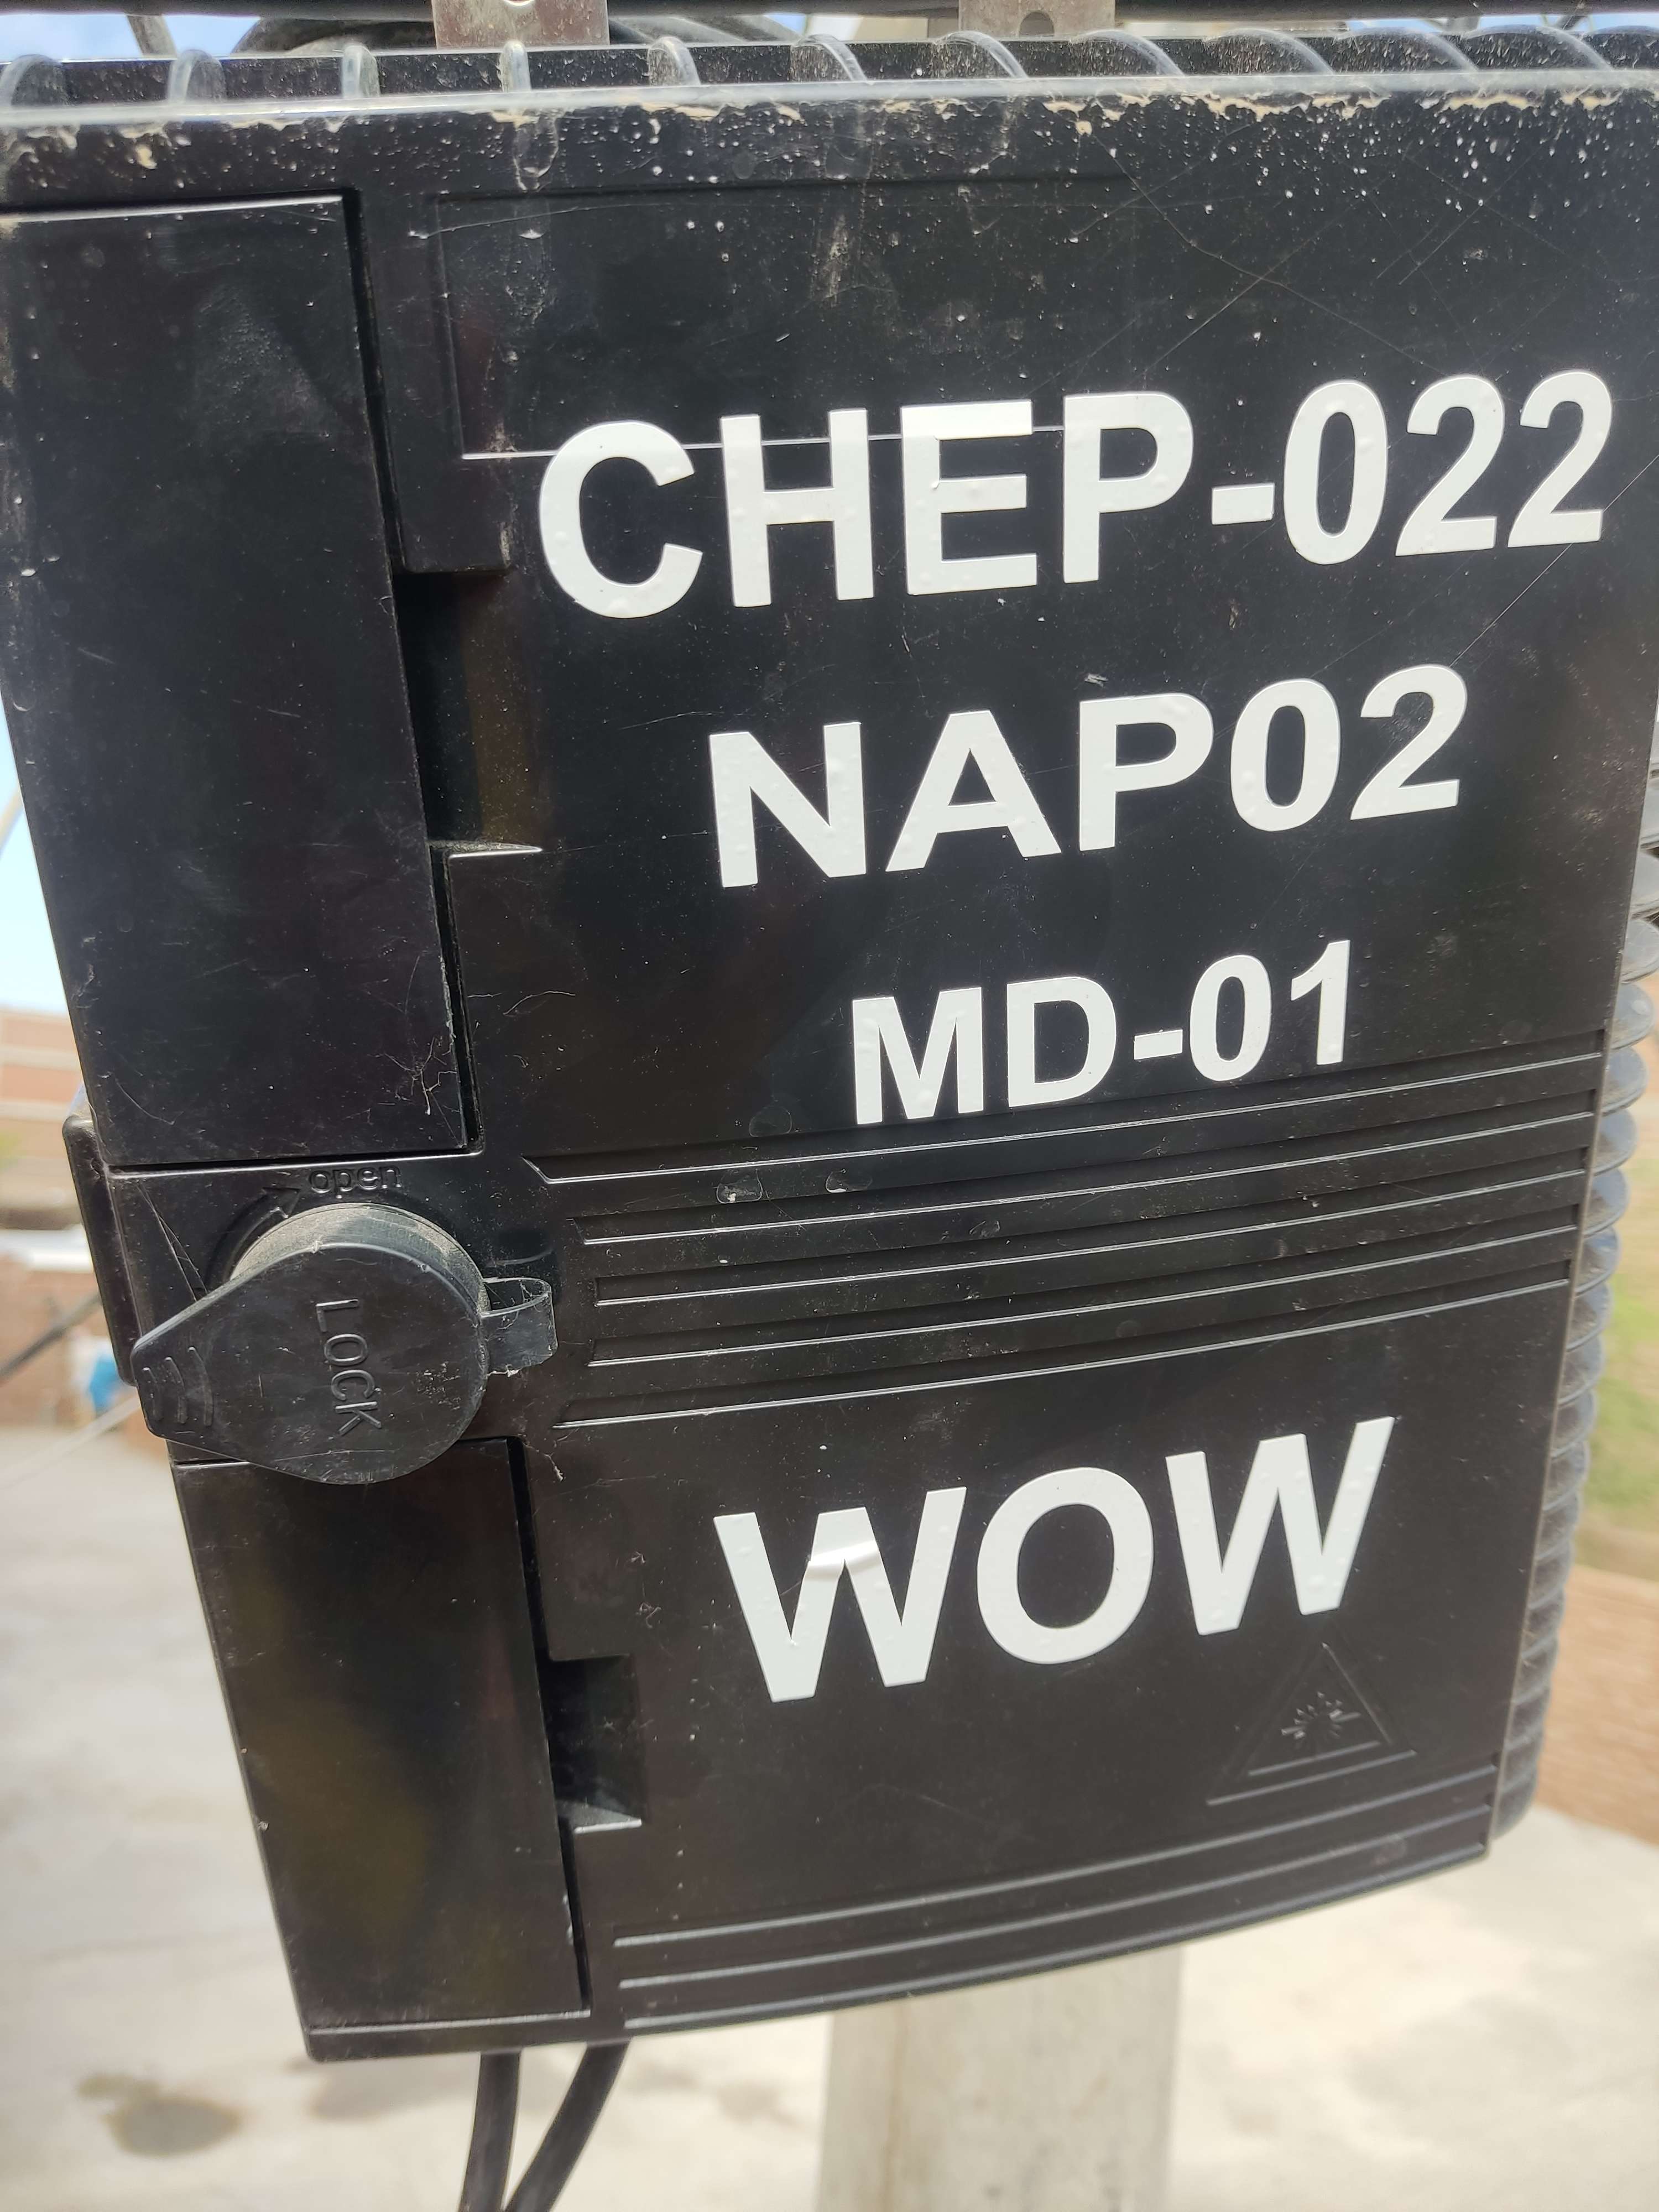 CHEP-022
NAP02
MD-01
open
LOCK
WOW